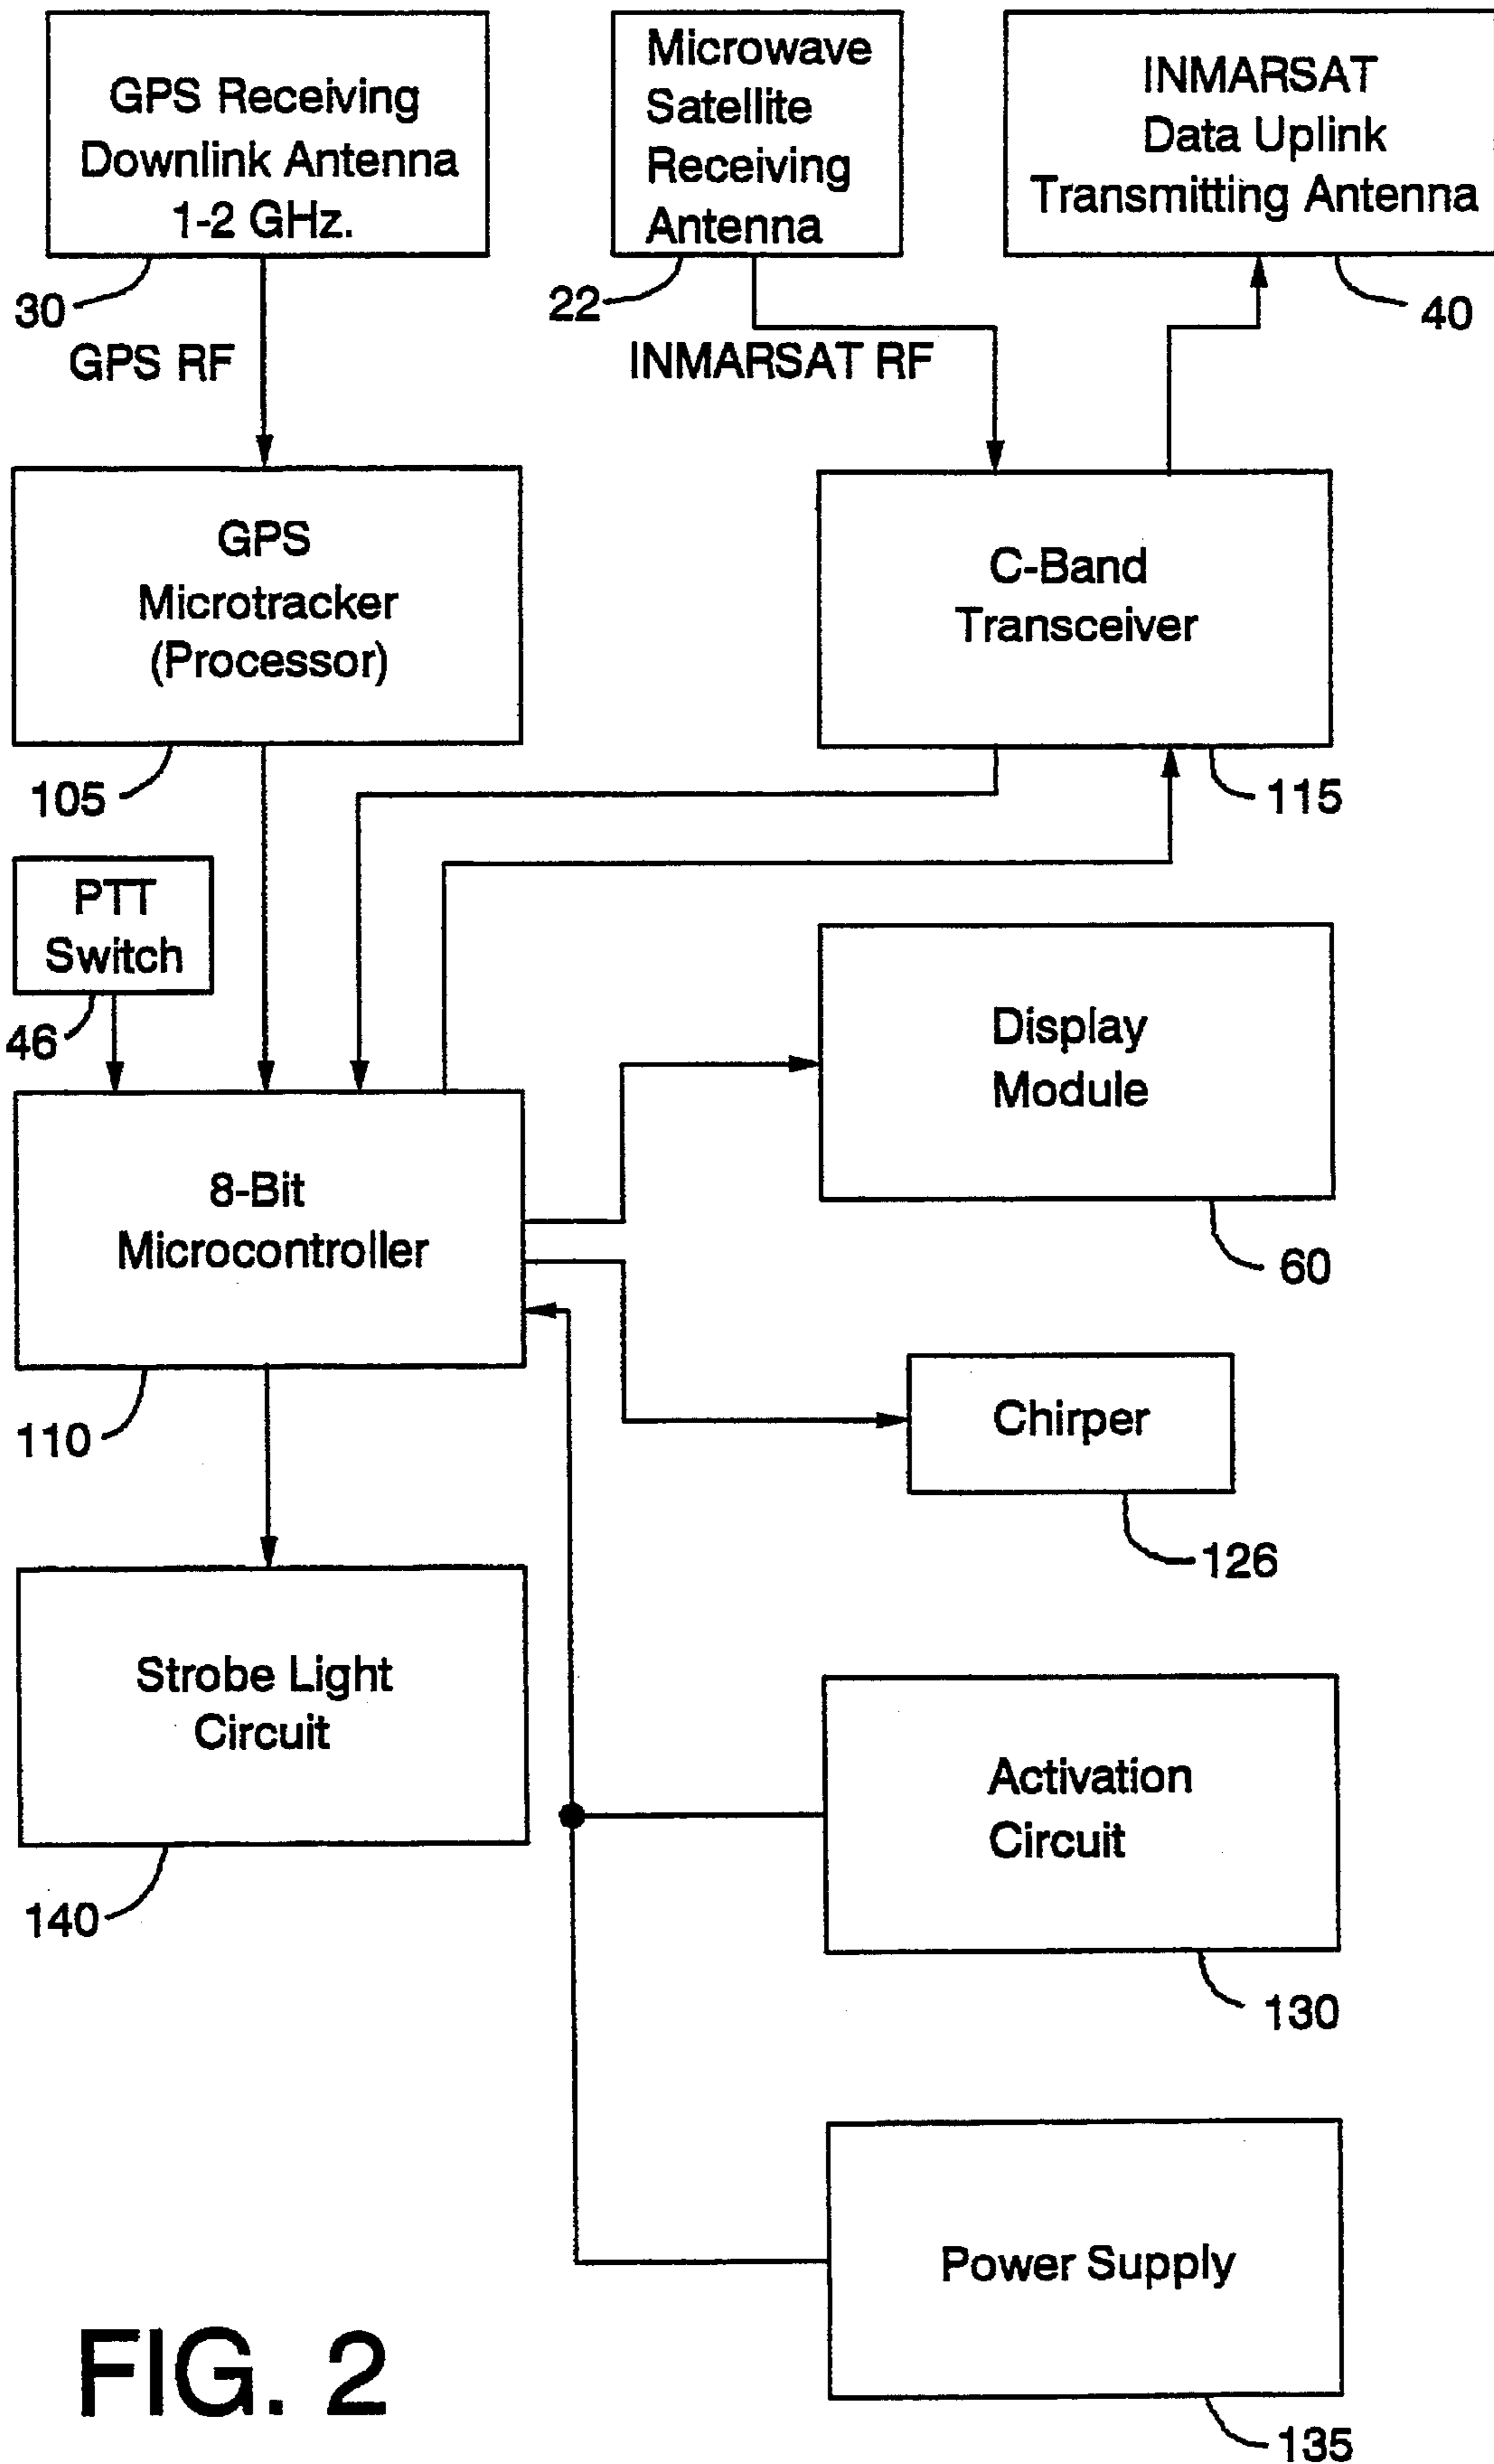 GPS Receiving
Downlink Antenna
1-2 GHz.
30
Microwave
Satellite
Receiving
Antenna
22
INMARSAT
Data Uplink
Transmitting Antenna
40
GPS RF
INMARSAT RF
GPS
Microtracker
(Processor)
105
C-Band
Transceiver
115
PTT
Switch
46
Display
Module
60
8-Bit
Microcontroller
110
Chirper
126
Strobe Light
Circuit
140
Activation
Circuit
130
Power Supply
135
FIG. 2